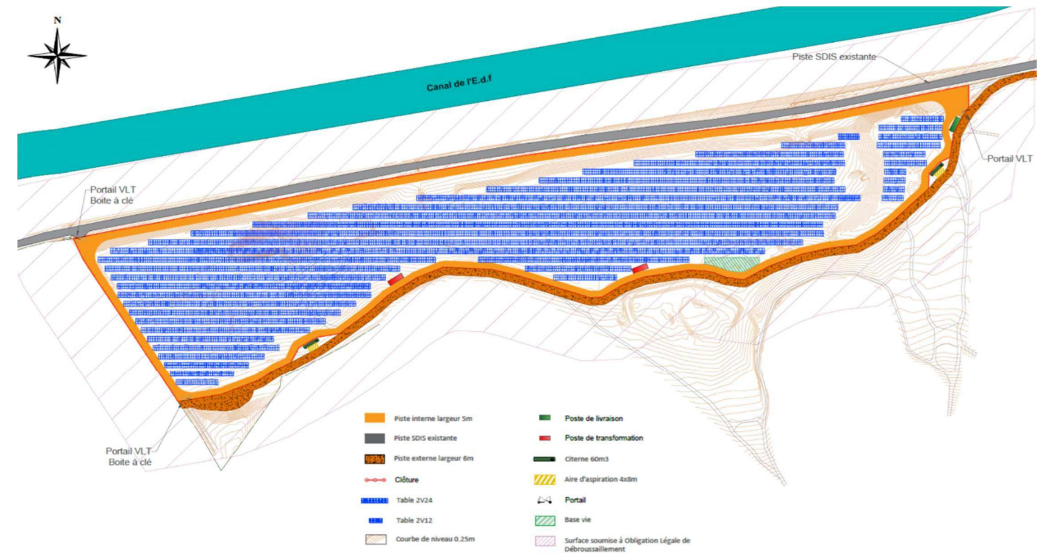 N
Canal de l'E.d.f
Piste SDIS existante
Portail VLT
Portail VLT
Boite à clé
Portail VLT
Boite à clé
Piste interne largeur 5m
Piste SDIS existante
Piste externe largeur 6m
Clôture
Table 2V24
Table 2V12
Courbe de niveau 0.25m
Poste de livraison
Poste de transformation
Citerne 60m3
Aire d'aspiration 4x8m
Portail
Base vie
Surface soumise à Obligation Légale de
Débroussaillement